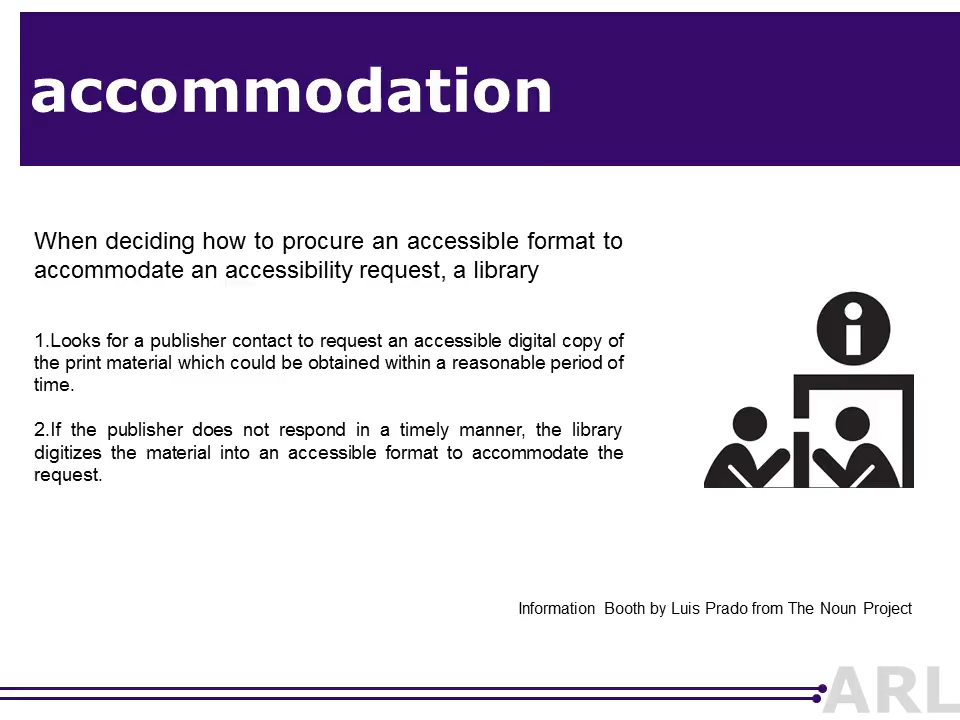 accommodation
When deciding how to procure an accessible format to
accommodate an accessibility request, a library
1.Looks for a publisher contact to request an accessible digital copy of
the print material which could be obtained within a reasonable period of
time.
2.If the publisher does not respond in a timely manner, the library
digitizes the material into an accessible format to accommodate the
request.
Information Booth by Luis Prado from The Noun Project
ARL